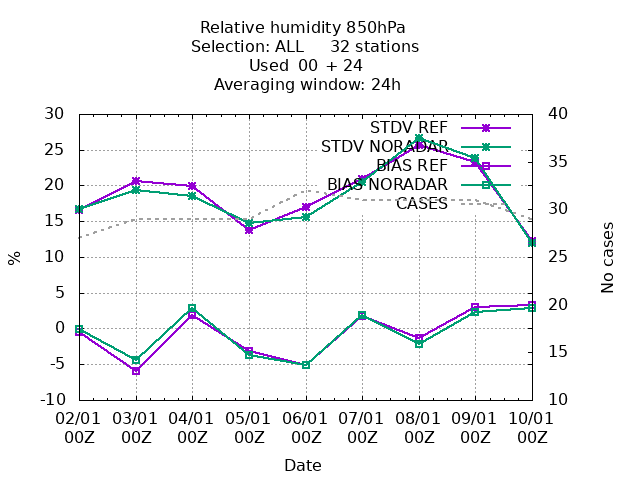 Relative humidity 850hPa
Selection: ALL 32 stations
Used 00 + 24
Averaging window: 24h
30 40
STDV REF
25 STDV NORADAR 35
BIAS REF
20 BIAS NORADAR 30
CASES
15
10 25
5 20
0
-5 15
-10 10
%
No cases
02/01 03/01 04/01 05/01 06/01 07/01 08/01 09/01 10/01
00Z 00Z 00Z 00Z 00Z 00Z 00Z 00Z 00Z
Date